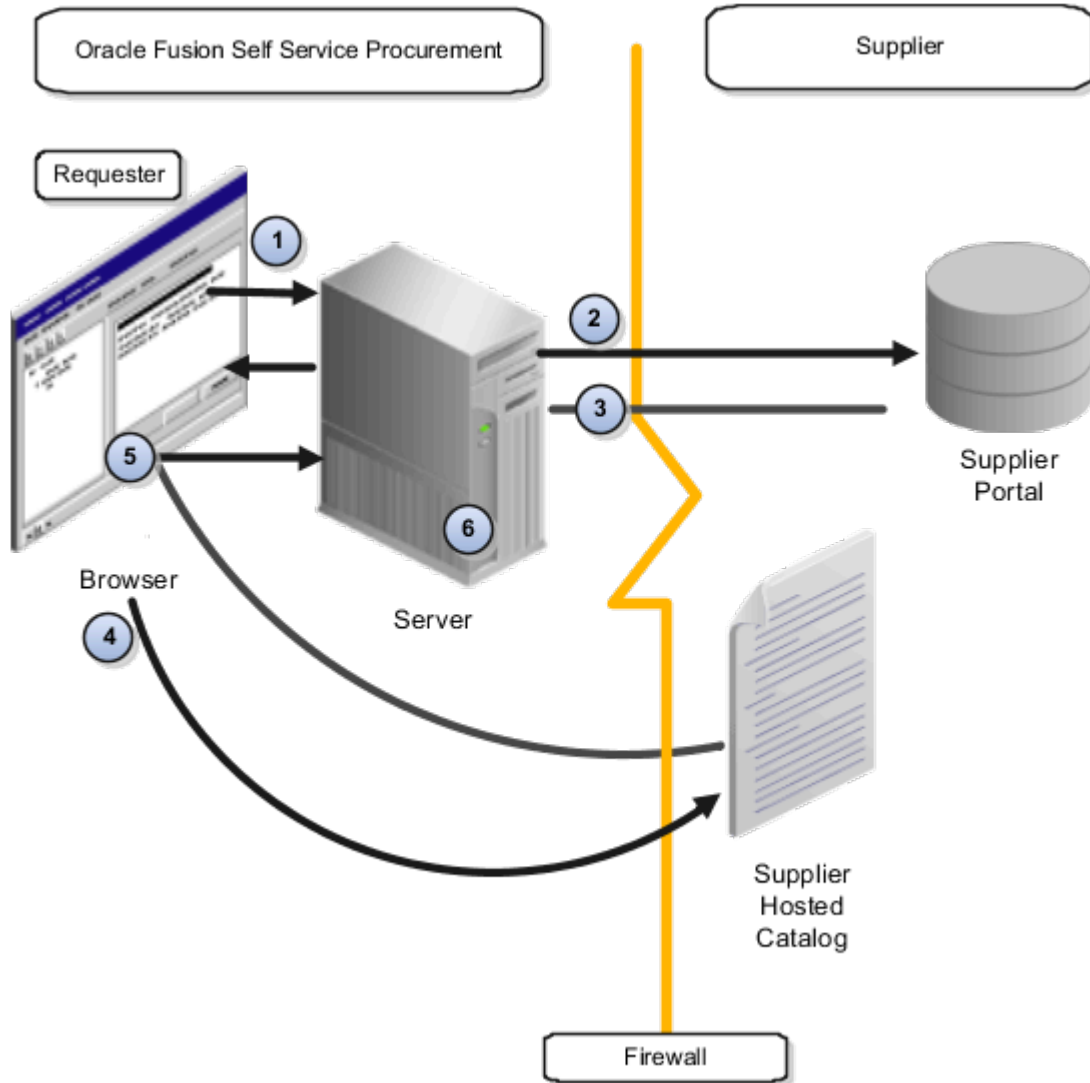 Oracle Fusion Self Service Procurement
Supplier
Requester
1
2
3
5
6
Supplier
Portal
Browser
Server
4
Supplier
Hosted
Catalog
Firewall